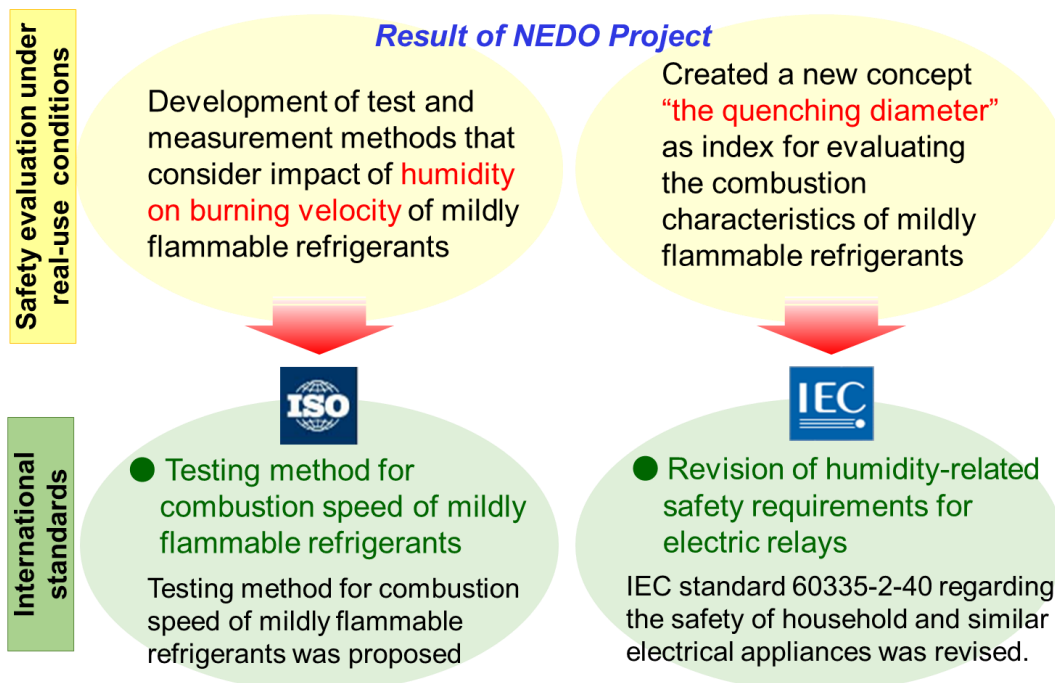 Result of NEDO Project
Safety evaluation under
real-use conditions
Development of test and
measurement methods that
consider impact of humidity
on burning velocity of mildly
flammable refrigerants
Created a new concept
“the quenching diameter”
as index for evaluating
the combustion
characteristics of mildly
flammable refrigerants
International
standards
ISO
● Testing method for
combustion speed of mildly
flammable refrigerants
Testing method for combustion
speed of mildly flammable
refrigerants was proposed
IEC
● Revision of humidity-related
safety requirements for
electric relays
IEC standard 60335-2-40 regarding
the safety of household and similar
electrical appliances was revised.